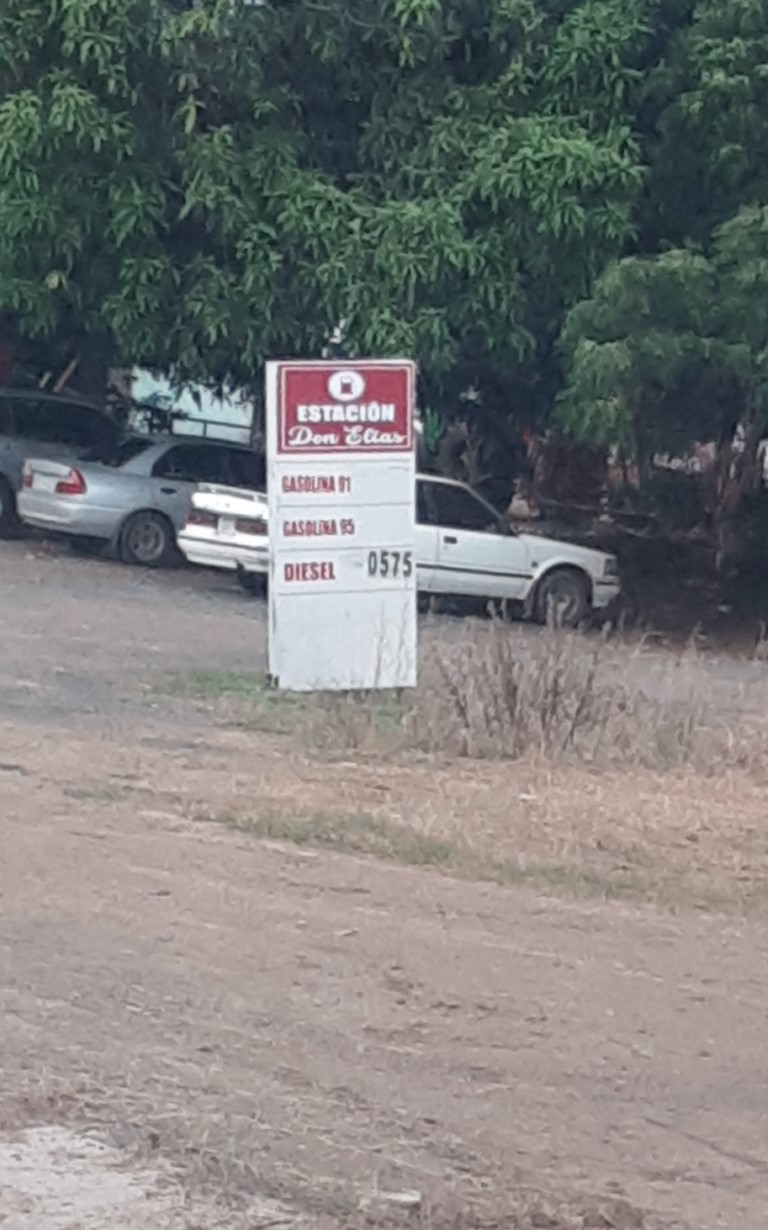 ESTACIÓN
Don Elias
GASOLINA 91
GASOLINA 95
DIESEL 0575